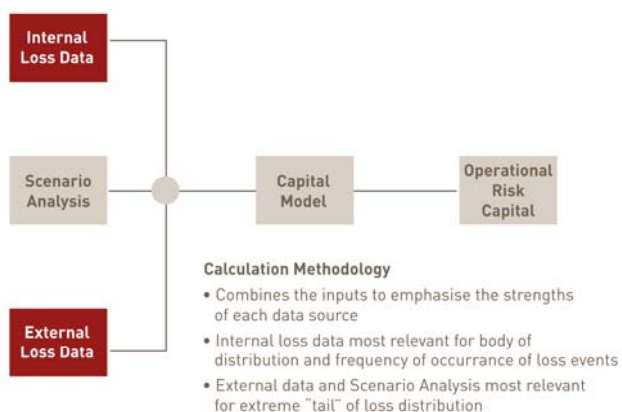 Internal
Loss Data
Scenario
Analysis
Capital
Model
Operational
Risk
Capital
External
Loss Data
Calculation Methodology
• Combines the inputs to emphasise the strengths
of each data source
• Internal loss data most relevant for body of
distribution and frequency of occurrance of loss events
• External data and Scenario Analysis most relevant
for extreme "tail" of loss distribution